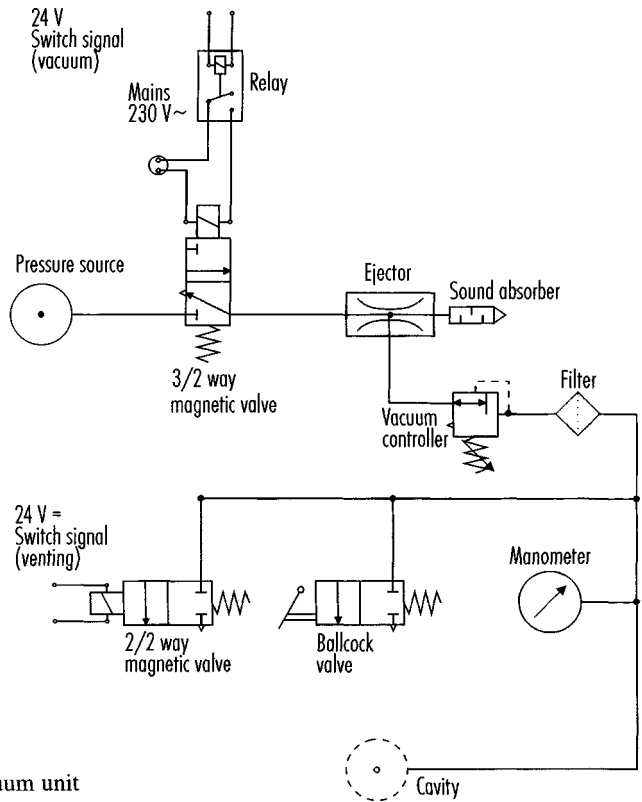 24 V
Switch signal
(vacuum)
Relay
Mains
230 V~
Pressure source
Ejector
Sound absorber
3/2 way
magnetic valve
Vacuum
controller
Filter
24 V =
Switch signal
(venting)
Manometer
2/2 way
magnetic valve
Ballcock
valve
Cavity
unit